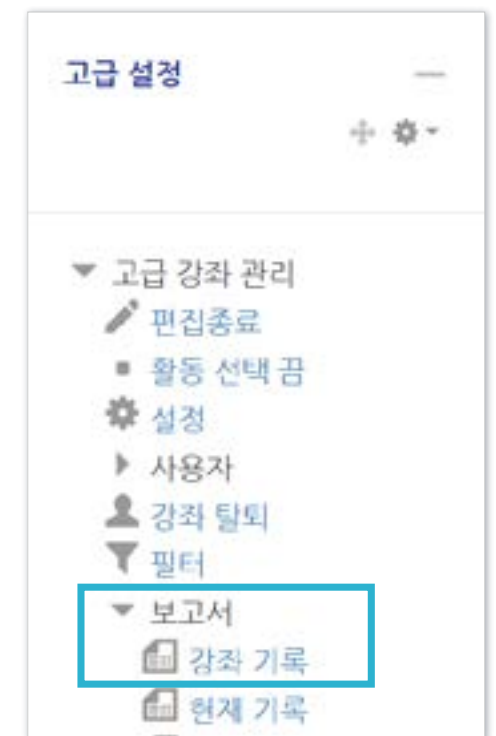 고급 설정
고급 강좌 관리
편집종료
활동 선택 끔
설정
사용자
강좌 탈퇴
필터
보고서
강좌 기록
현재 기록